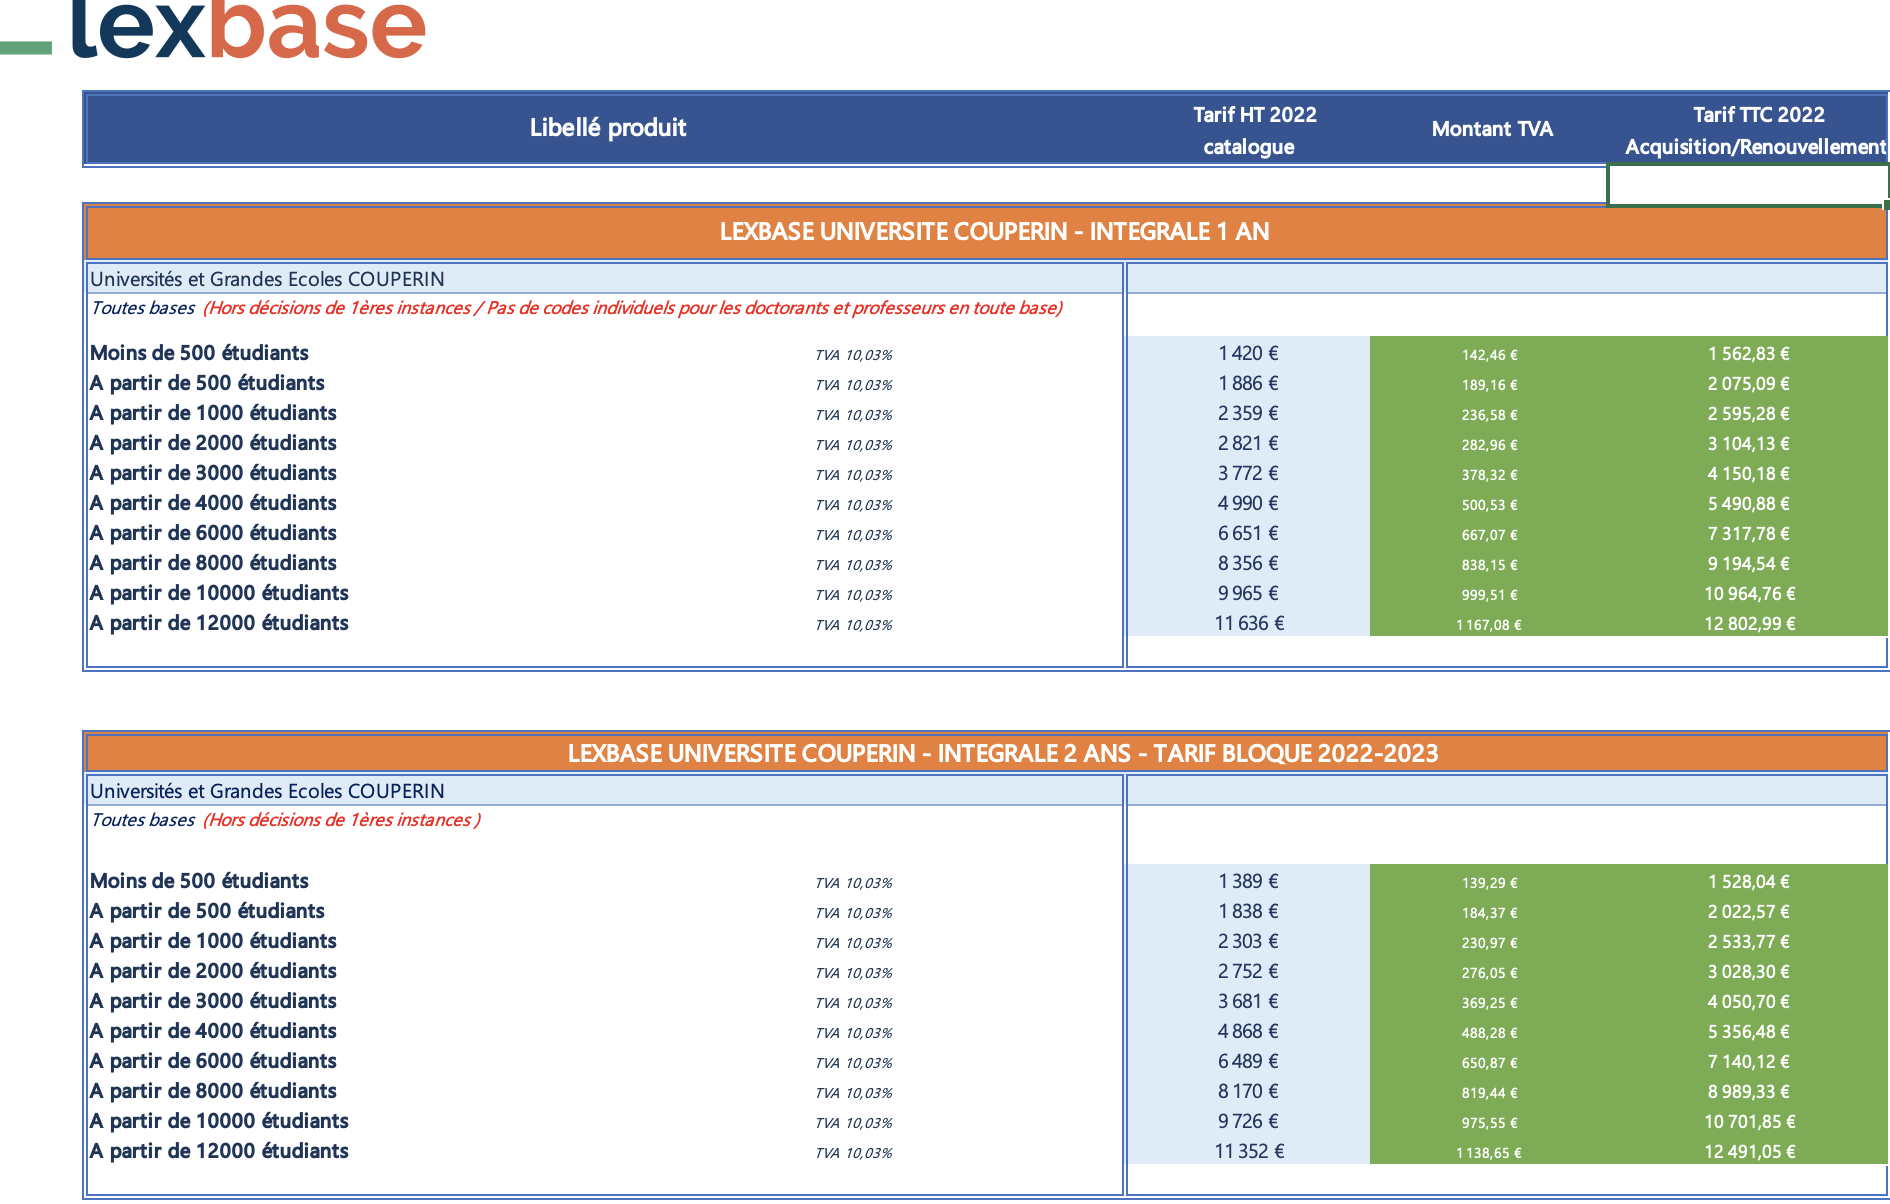 lexbase
Libellé produit
Tarif HT 2022
catalogue
Montant TVA
Tarif TTC 2022
Acquisition/Renouvellement
LEXBASE UNIVERSITE COUPERIN - INTEGRALE 1 AN
Universités et Grandes Ecoles COUPERIN
Toutes bases (Hors décisions de 1ères instances / Pas de codes individuels pour les doctorants et professeurs en toute base)
Moins de 500 étudiants TVA 10,03% 1 420 € 142,46 € 1 562,83 €
A partir de 500 étudiants TVA 10,03% 1 886 € 189,16 € 2 075,09 €
A partir de 1000 étudiants TVA 10,03% 2 359 € 236,58 € 2 595,28 €
A partir de 2000 étudiants TVA 10,03% 2 821 € 282,96 € 3 104,13 €
A partir de 3000 étudiants TVA 10,03% 3 772 € 378,32 € 4 150,18 €
A partir de 4000 étudiants TVA 10,03% 4 990 € 500,53 € 5 490,88 €
A partir de 6000 étudiants TVA 10,03% 6 651 € 667,07 € 7 317,78 €
A partir de 8000 étudiants TVA 10,03% 8 356 € 838,15 € 9 194,54 €
A partir de 10000 étudiants TVA 10,03% 9 965 € 999,51 € 10 964,76 €
A partir de 12000 étudiants TVA 10,03% 11 636 € 1 167,08 € 12 802,99 €
LEXBASE UNIVERSITE COUPERIN - INTEGRALE 2 ANS - TARIF BLOQUE 2022-2023
Universités et Grandes Ecoles COUPERIN
Toutes bases (Hors décisions de 1ères instances )
Moins de 500 étudiants TVA 10,03% 1 389 € 139,29 € 1 528,04 €
A partir de 500 étudiants TVA 10,03% 1 838 € 184,37 € 2 022,57 €
A partir de 1000 étudiants TVA 10,03% 2 303 € 230,97 € 2 533,77 €
A partir de 2000 étudiants TVA 10,03% 2 752 € 276,05 € 3 028,30 €
A partir de 3000 étudiants TVA 10,03% 3 681 € 369,25 € 4 050,70 €
A partir de 4000 étudiants TVA 10,03% 4 868 € 488,28 € 5 356,48 €
A partir de 6000 étudiants TVA 10,03% 6 489 € 650,87 € 7 140,12 €
A partir de 8000 étudiants TVA 10,03% 8 170 € 819,44 € 8 989,33 €
A partir de 10000 étudiants TVA 10,03% 9 726 € 975,55 € 10 701,85 €
A partir de 12000 étudiants TVA 10,03% 11 352 € 1 138,65 € 12 491,05 €